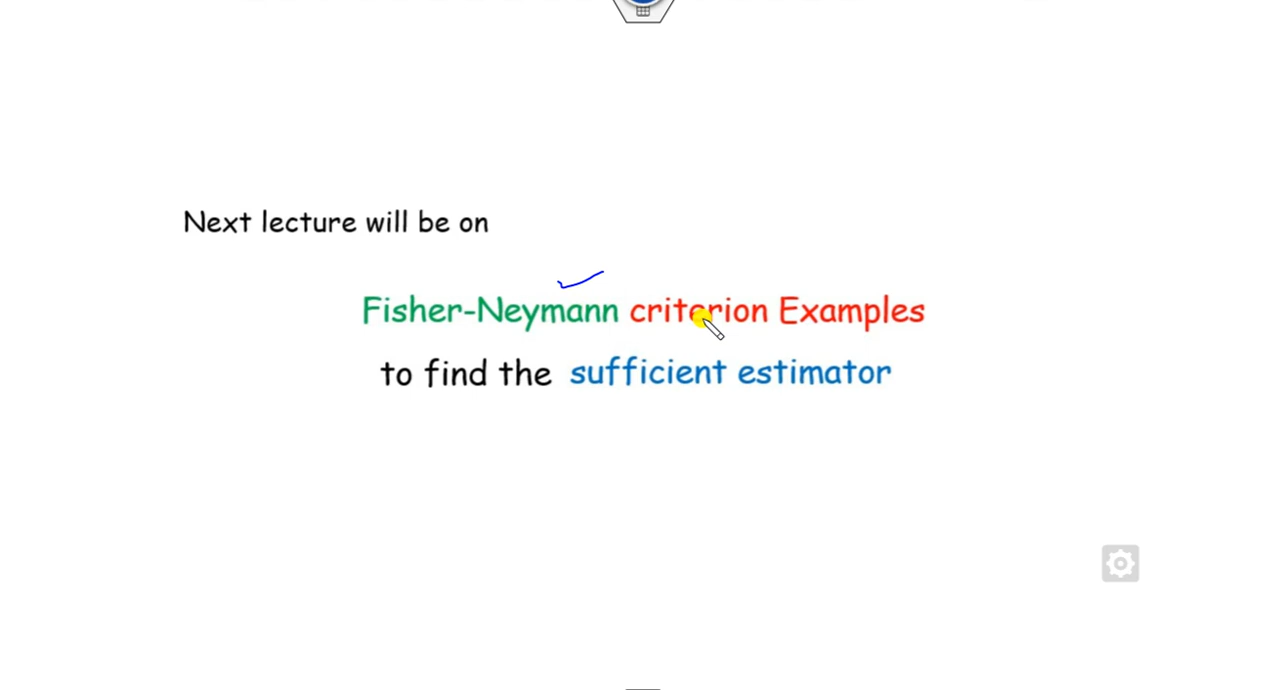 Next lecture will be on
Fisher-Neymann criterion Examples
to find the sufficient estimator